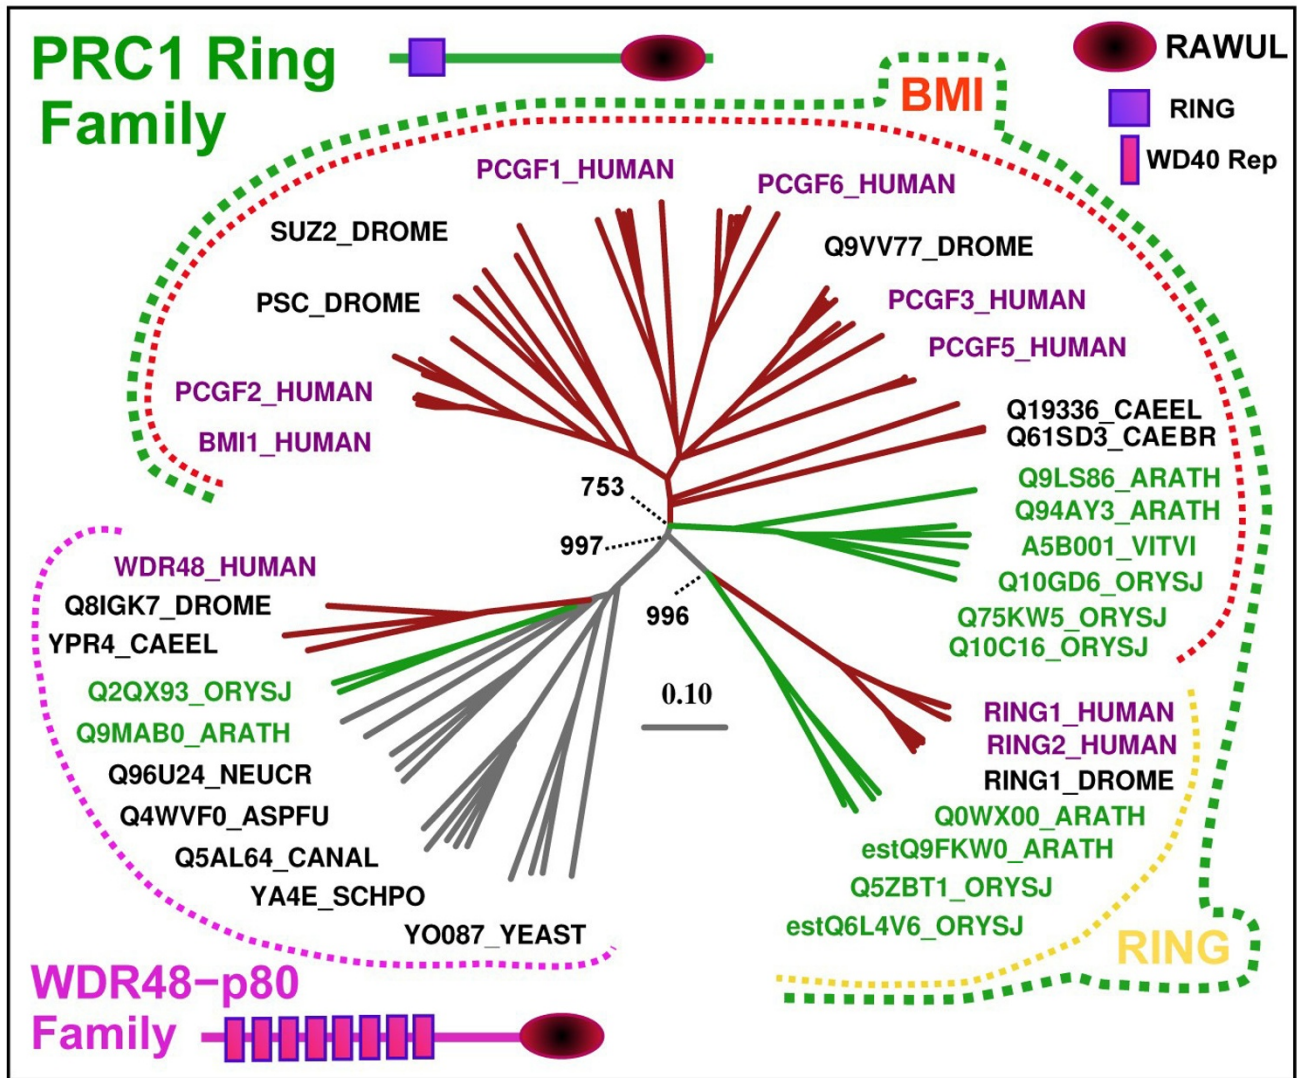 PRC1 Ring
Family
RAWUL
RING
WD40 Rep
BMI
PCGF1_HUMAN
PCGF6_HUMAN
SUZ2_DROME
Q9VV77_DROME
PSC_DROME
PCGF3_HUMAN
PCGF5_HUMAN
PCGF2_HUMAN
BMI1_HUMAN
Q19336_CAEEL
Q61SD3_CAEBR
Q9LS86_ARATH
Q94AY3_ARATH
A5B001_VITVI
Q10GD6_ORYSJ
Q75KW5_ORYSJ
Q10C16_ORYSJ
753
997
996
0.10
WDR48_HUMAN
Q8IGK7_DROME
YPR4_CAEEL
Q2QX93_ORYSJ
Q9MAB0_ARATH
Q96U24_NEUCR
Q4WVF0_ASPFU
Q5AL64_CANAL
YA4E_SCHPO
YO087_YEAST
RING1_HUMAN
RING2_HUMAN
RING1_DROME
Q0WX00_ARATH
estQ9FKW0_ARATH
Q5ZBT1_ORYSJ
estQ6L4V6_ORYSJ
RING
WDR48-p80
Family